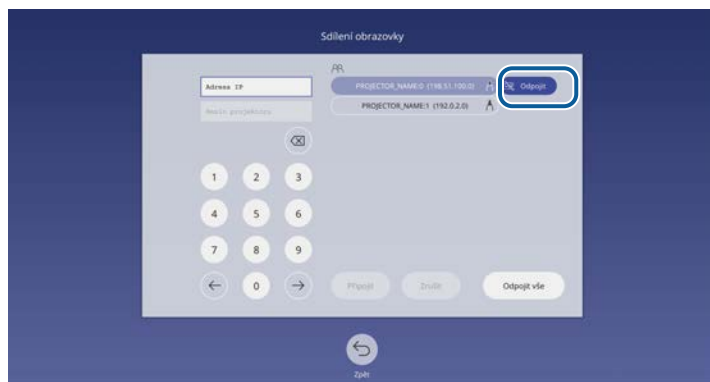 Sdílení obrazovky
Adresa IP
Heslo projektoru
PROJECTOR_NAME:0 (198.51.100.0)
Odpojit
PROJECTOR_NAME:1 (192.0.2.0)
1 2 3
4 5 6
7 8 9
0
Připojit
Zrušit
Odpojit vše
Zpět